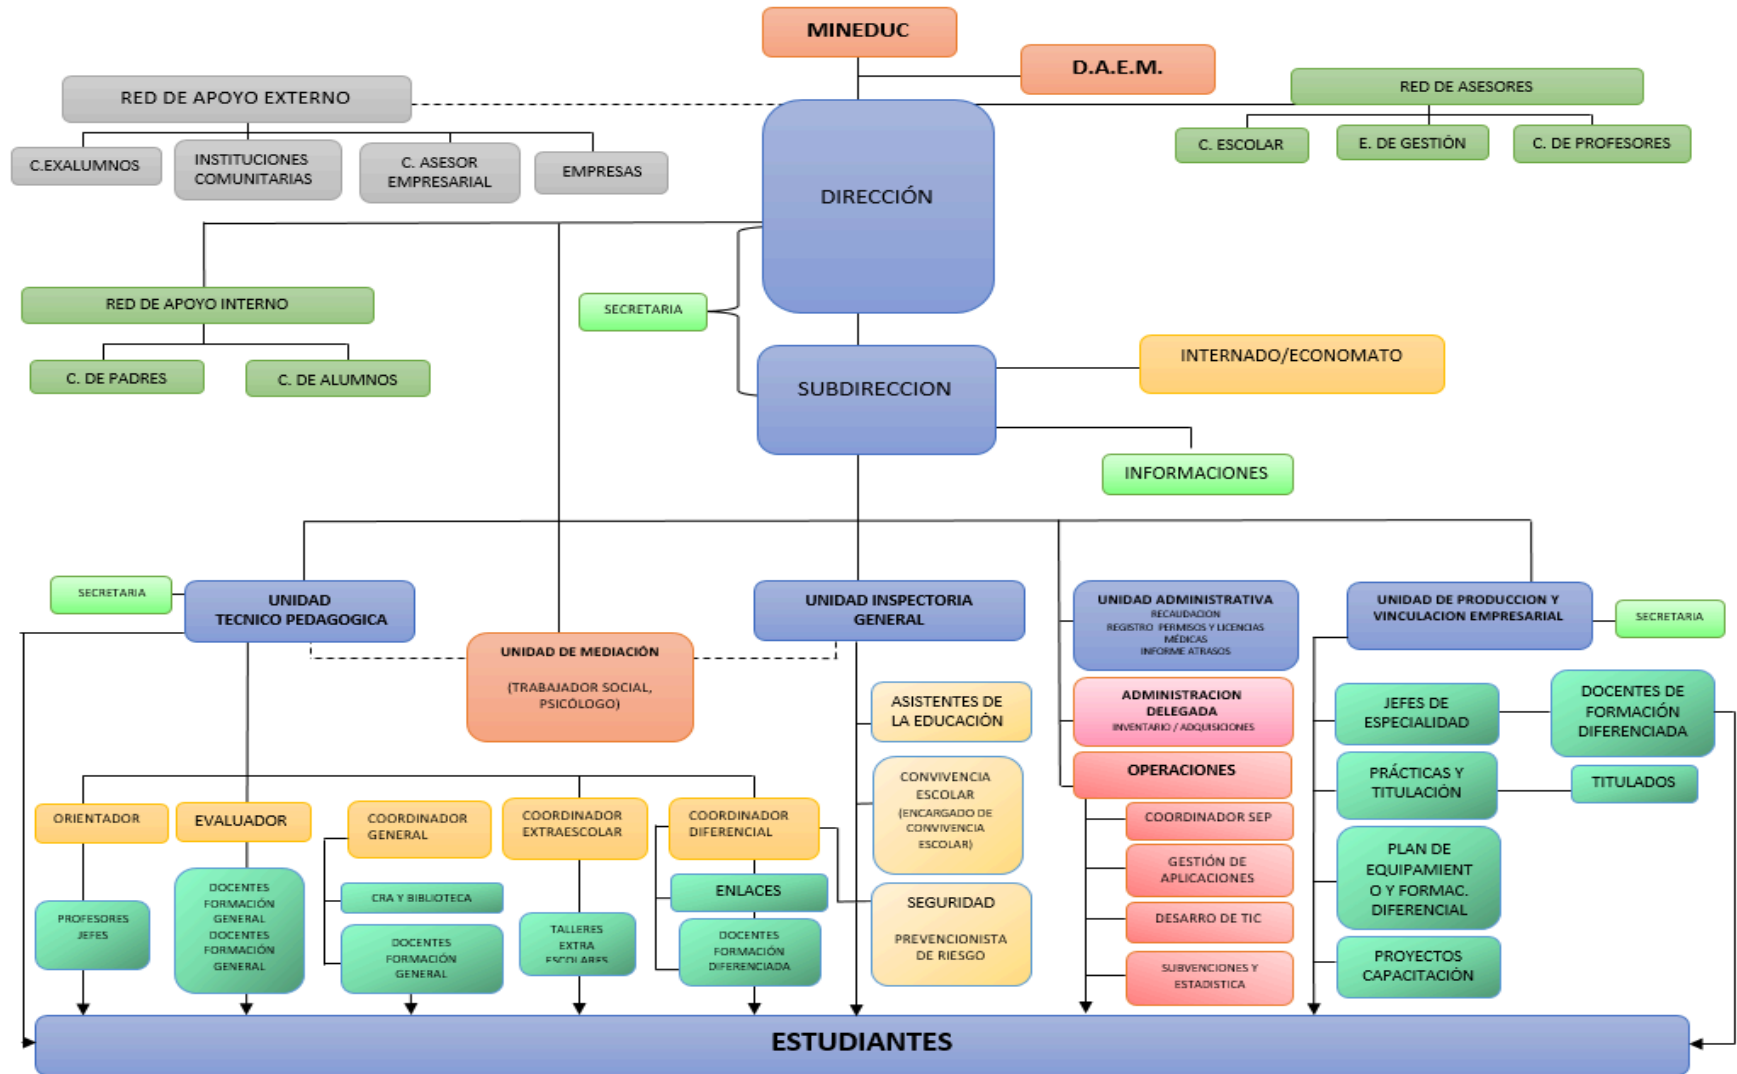 MINEDUC
D.A.E.M.
RED DE APOYO EXTERNO
RED DE ASESORES
C.EXALUMNOS
INSTITUCIONES
COMUNITARIAS
C. ASESOR
EMPRESARIAL
EMPRESAS
C. ESCOLAR
E. DE GESTIÓN
C. DE PROFESORES
DIRECCIÓN
RED DE APOYO INTERNO
SECRETARIA
C. DE PADRES
C. DE ALUMNOS
SUBDIRECCION
INTERNADO/ECONOMATO
INFORMACIONES
SECRETARIA
UNIDAD
TECNICO PEDAGOGICA
UNIDAD INSPECTORIA
GENERAL
UNIDAD ADMINISTRATIVA
RECAUDACION
REGISTRO PERMISOS Y LICENCIAS
MÉDICAS
INFORME ATRASOS
UNIDAD DE PRODUCCION Y
VINCULACION EMPRESARIAL
SECRETARIA
UNIDAD DE MEDIACIÓN
(TRABAJADOR SOCIAL,
PSICÓLOGO)
ASISTENTES DE
LA EDUCACIÓN
ADMINISTRACION
DELEGADA
INVENTARIO / ADQUISICIONES
JEFES DE
ESPECIALIDAD
DOCENTES DE
FORMACIÓN
DIFERENCIADA
OPERACIONES
CONVIVENCIA
ESCOLAR
(ENCARGADO DE
CONVIVENCIA
ESCOLAR)
PRÁCTICAS Y
TITULACIÓN
TITULADOS
ORIENTADOR
EVALUADOR
COORDINADOR
GENERAL
COORDINADOR
EXTRAESCOLAR
COORDINADOR
DIFERENCIAL
COORDINADOR SEP
GESTIÓN DE
APLICACIONES
PLAN DE
EQUIPAMIENT
O Y FORMAC.
DIFERENCIAL
PROFESORES
JEFES
DOCENTES
FORMACIÓN
GENERAL
DOCENTES
FORMACIÓN
GENERAL
CRA Y BIBLIOTECA
DOCENTES
FORMACIÓN
GENERAL
TALLERES
EXTRA
ESCOLARES
ENLACES
DOCENTES
FORMACIÓN
DIFERENCIADA
SEGURIDAD
PREVENCIONISTA
DE RIESGO
DESARRO DE TIC
SUBVENCIONES Y
ESTADISTICA
PROYECTOS
CAPACITACIÓN
ESTUDIANTES